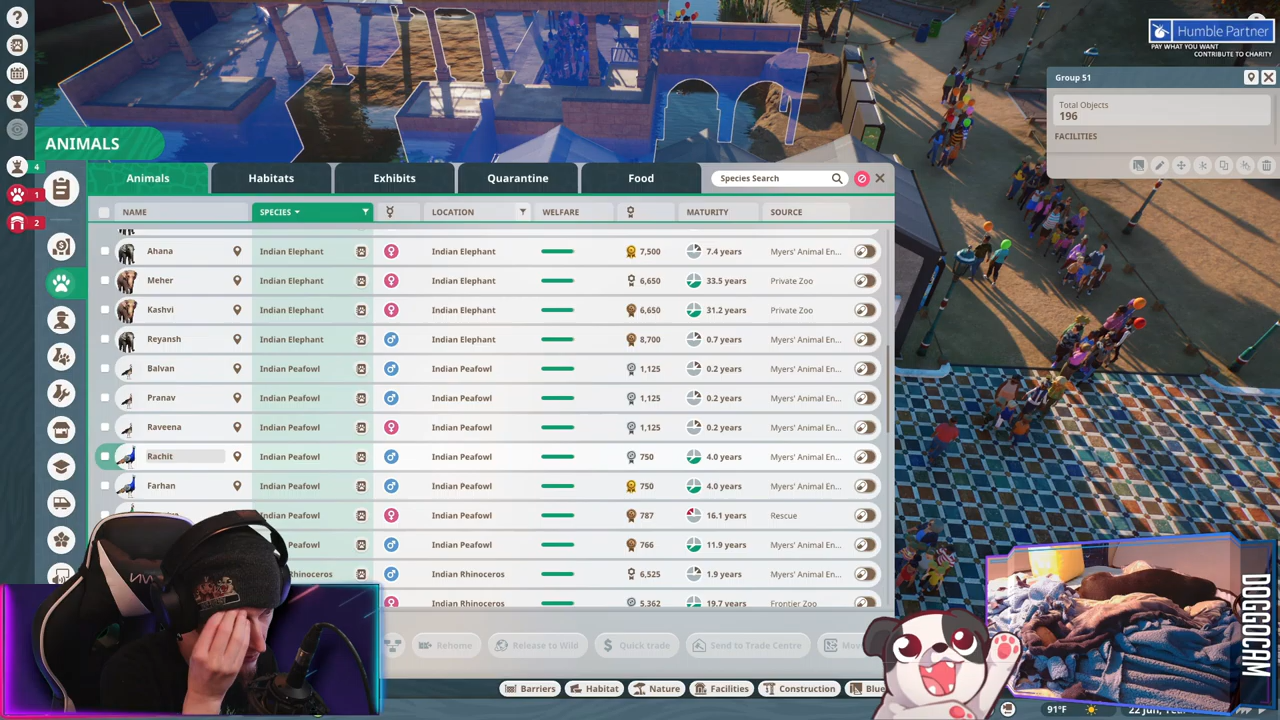 Humble Partner
PAY WHAT YOU WANT
CONTRIBUTE TO CHARITY
Group 51
Total Objects
196
FACILITIES
4
1
2
ANIMALS
Animals Habitats Exhibits Quarantine Food Species Search
NAME SPECIES LOCATION WELFARE MATURITY SOURCE
Ahana Indian Elephant Indian Elephant 7,500 7.4 years Myers' Animal En...
Meher Indian Elephant Indian Elephant 6,650 33.5 years Private Zoo
Kashvi Indian Elephant Indian Elephant 6,650 31.2 years Private Zoo
Reyansh Indian Elephant Indian Elephant 8,700 0.7 years Myers' Animal En...
Balvan Indian Peafowl Indian Peafowl 1,125 0.2 years Myers' Animal En...
Pranav Indian Peafowl Indian Peafowl 1,125 0.2 years Myers' Animal En...
Raveena Indian Peafowl Indian Peafowl 1,125 0.2 years Myers' Animal En...
Rachit Indian Peafowl Indian Peafowl 750 4.0 years Myers' Animal En...
Farhan Indian Peafowl Indian Peafowl 750 4.0 years Myers' Animal En...
Peafowl Indian Peafowl 787 16.1 years Rescue
Peafowl Indian Peafowl 766 11.9 years Myers' Animal En...
Rhinoceros Indian Rhinoceros 6,525 1.9 years Myers' Animal En...
Indian Rhinoceros 5,362 19.7 years Frontier Zoo
Rehome Release to Wild Quick trade Send to Trade Centre
Barriers Habitat Nature Facilities Construction Blue
91°F 22 Jun,
DOGGOCAM